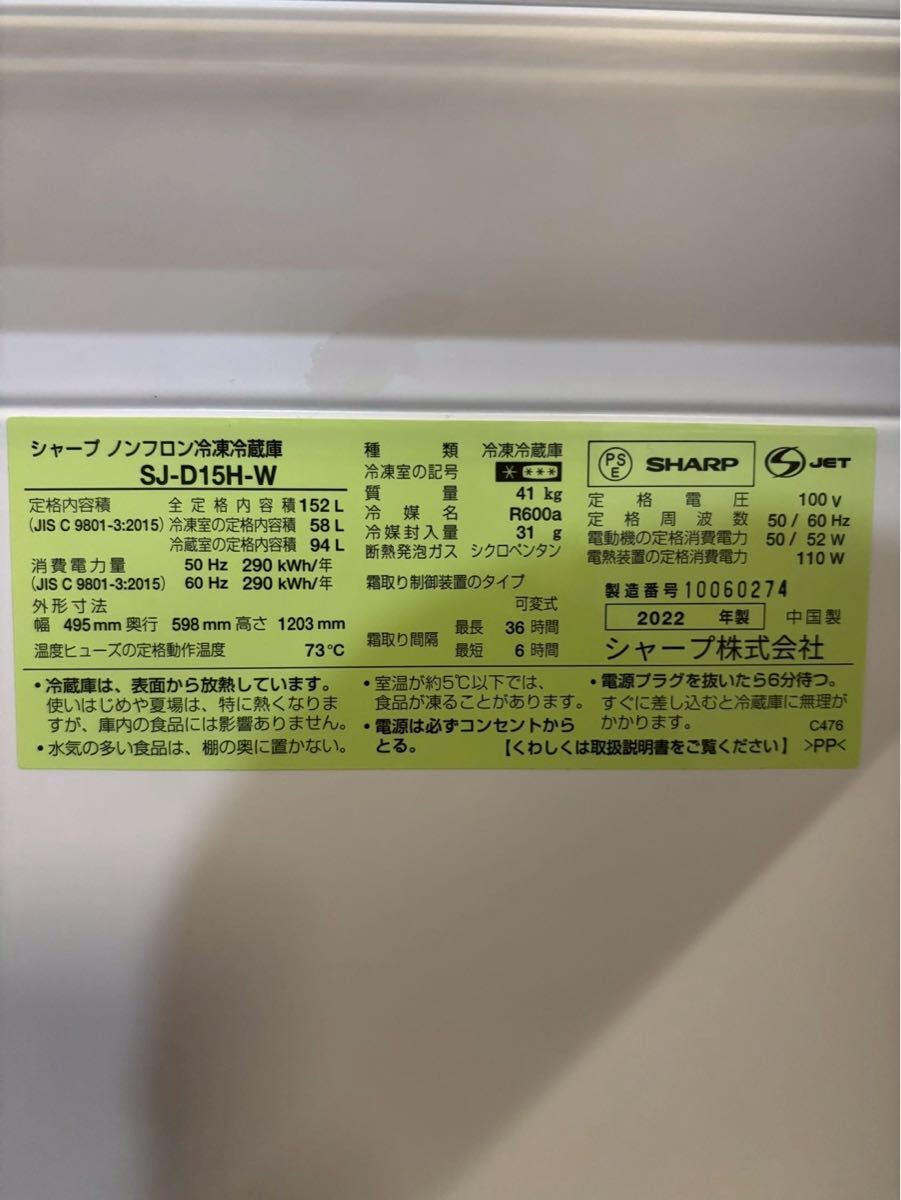 シャープ ノンフロン冷凍冷蔵庫
SJ-D15H-W
定格内容積 全定格内容積 152 L
(JIS C 9801-3:2015) 冷凍室の定格内容積 58 L
冷蔵室の定格内容積 94 L
消費電力量 50 Hz 290 kWh/年
(JIS C 9801-3:2015) 60 Hz 290 kWh/年
外形寸法
幅 495 mm 奥行 598 mm 高さ 1203 mm
温度ヒューズの定格動作温度 73℃
種類 冷凍冷蔵庫
冷凍室の記号
質量 41 kg
冷媒名 R600a
冷媒封入量 31 g
断熱発泡ガス シクロペンタン
霜取り制御装置のタイプ
可変式
霜取り間隔 最長 36 時間
最短 6 時間
PSE SHARP JET
定格電圧 100 V
定格周波数 50 / 60 Hz
電動機の定格消費電力 50 / 52 W
電熱装置の定格消費電力 110 W
製造番号 10060274
2022 年製 中国製
シャープ株式会社
・冷蔵庫は、表面から放熱しています。
使いはじめや夏場は、特に熱くなりま
すが、庫内の食品には影響ありません。
・水気の多い食品は、棚の奥に置かない。
・室温が約5℃以下では、
食品が凍ることがあります。
・電源は必ずコンセントから
とる。
・電源プラグを抜いたら6分待つ。
すぐに差し込むと冷蔵庫に無理が
かかります。 C476
【くわしくは取扱説明書をご覧ください】 >PP<